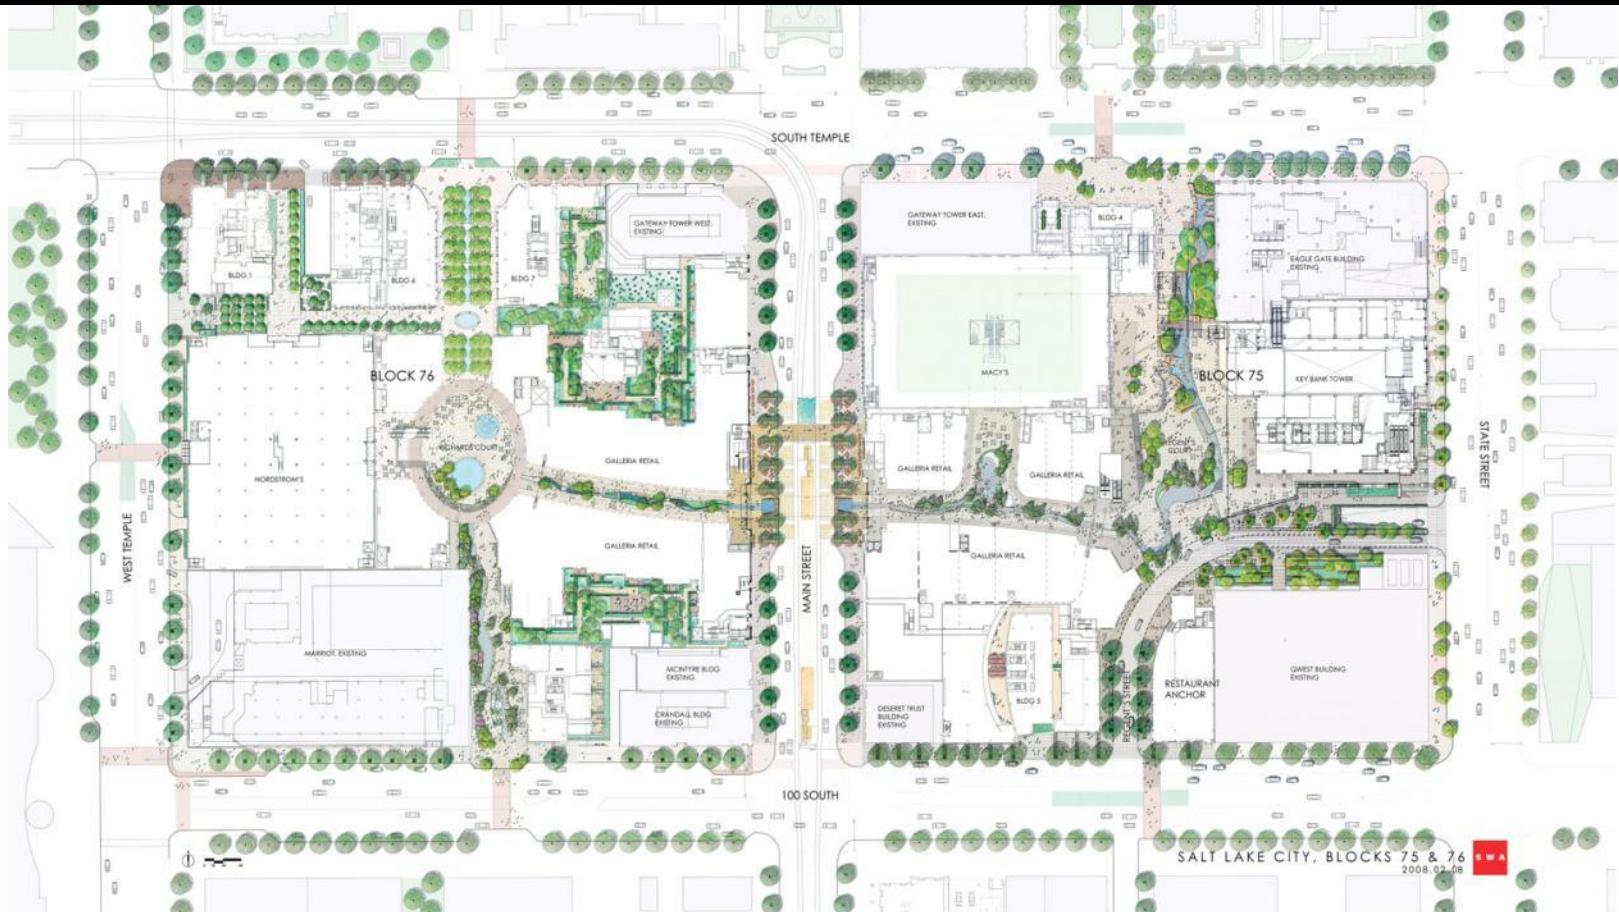 SOUTH TEMPLE
GATEWAY TOWER WEST,
EXISTING
GATEWAY TOWER EAST,
EXISTING
BLDG 4
BLDG 1
BLDG 6
BLDG 7
EAGLE GATE BUILDING
EXISTING
BLOCK 76
MACY'S
BLOCK 75
KEY BANK TOWER
RICHARDS COURT
NORDSTROM'S
GALLERIA RETAIL
GALLERIA RETAIL
GALLERIA RETAIL
STATE STREET
WEST TEMPLE
GALLERIA RETAIL
MAIN STREET
GALLERIA RETAIL
MARRIOT, EXISTING
MCINTYRE BLDG
EXISTING
CRANDALL BLDG
EXISTING
DESERET TRUST
BUILDING
EXISTING
BLDG 5
RESTAURANT
ANCHOR
QWEST BUILDING
EXISTING
100 SOUTH
SALT LAKE CITY, BLOCKS 75 & 76
2008.02.08
SWA